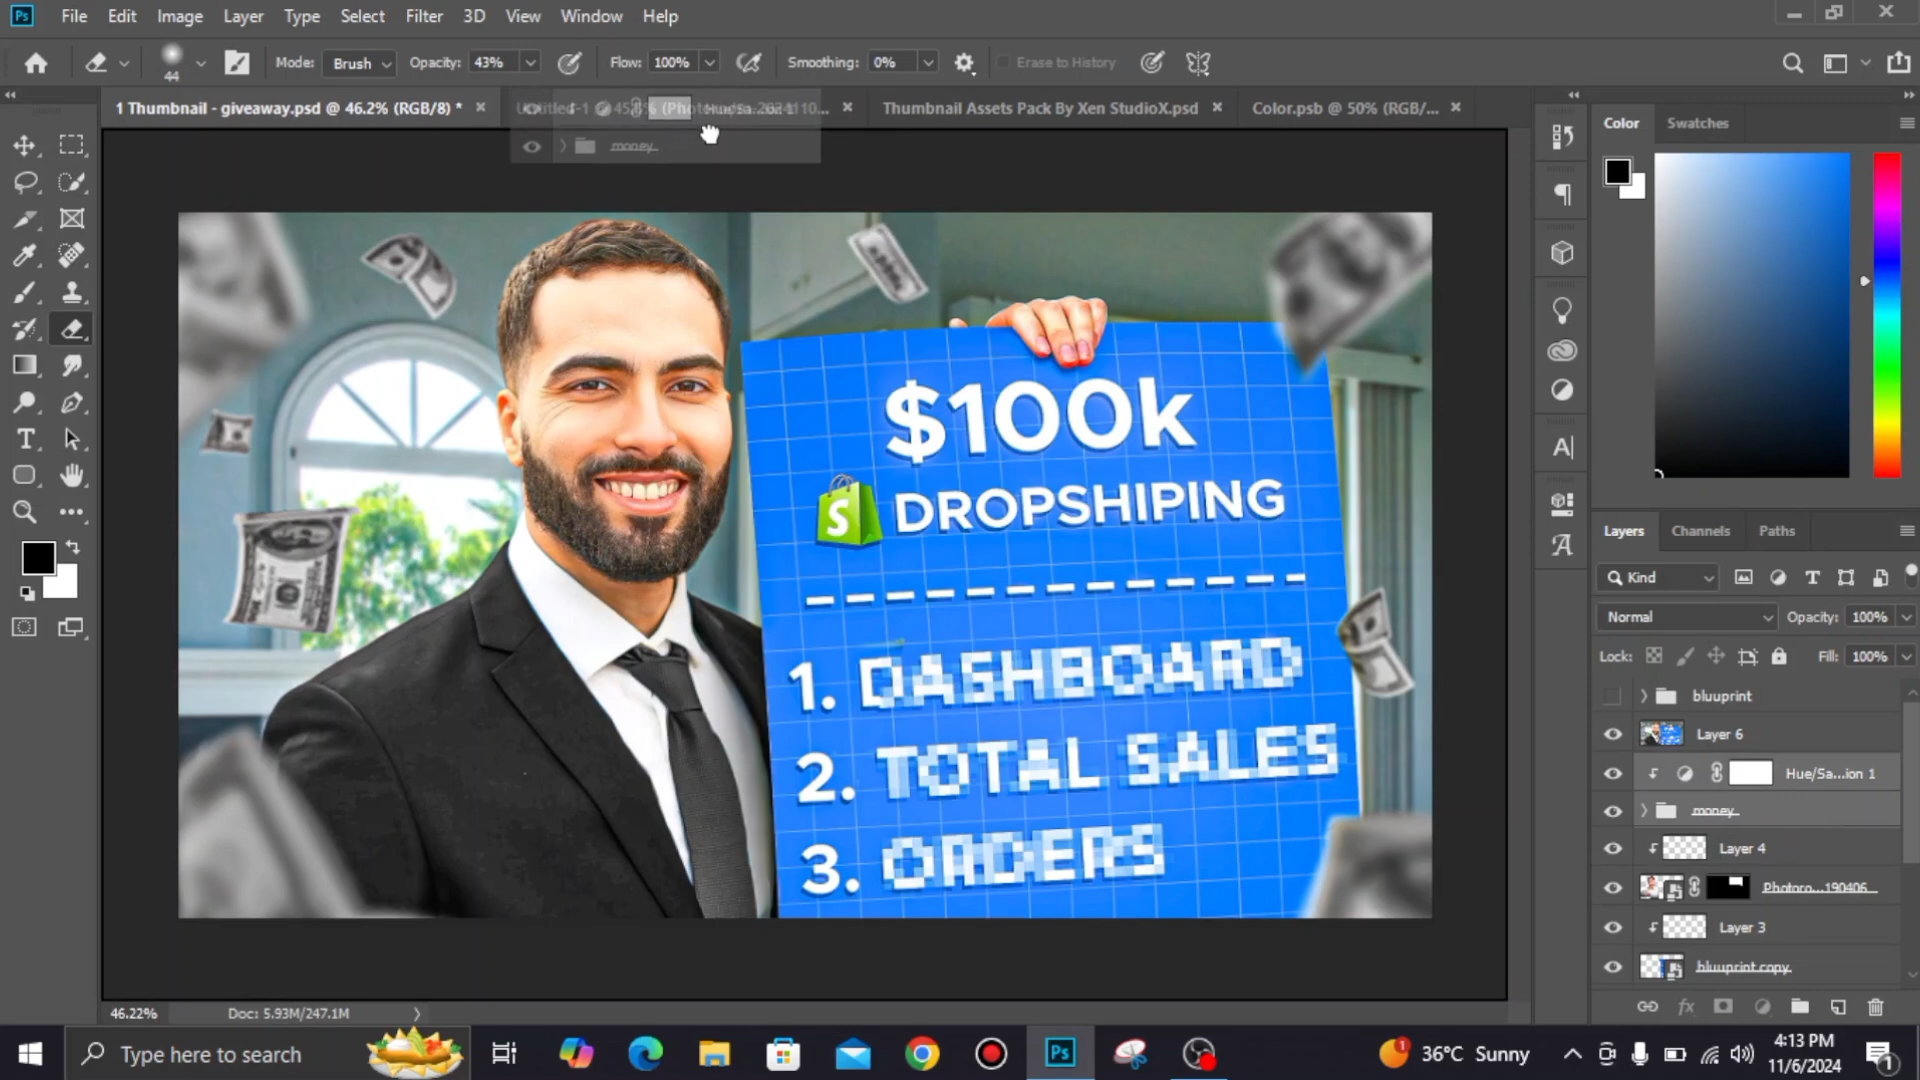 Ps File Edit Image Layer Type Select Filter 3D View Window Help
44 Mode: Brush Opacity: 43% Flow: 100% Smoothing: 0% Erase to History
1 Thumbnail - giveaway.psd @ 46.2% (RGB/8) *
Thumbnail Assets Pack By Xen StudioX.psd
Color.psb @ 50% (RGB/...
money
Color Swatches
$100k
S DROPSHIPING
1. DASHBOARD
2. TOTAL SALES
3. ORDERS
Layers Channels Paths
Kind
Normal Opacity: 100%
Lock: Fill: 100%
bluuprint
Layer 6
Hue/Sa...ion 1
money
Layer 4
Photoro...190406
Layer 3
bluuprint copy
46.22% Doc: 5.93M/247.1M
Type here to search
Ps
1 36°C Sunny
4:13 PM
11/6/2024
1